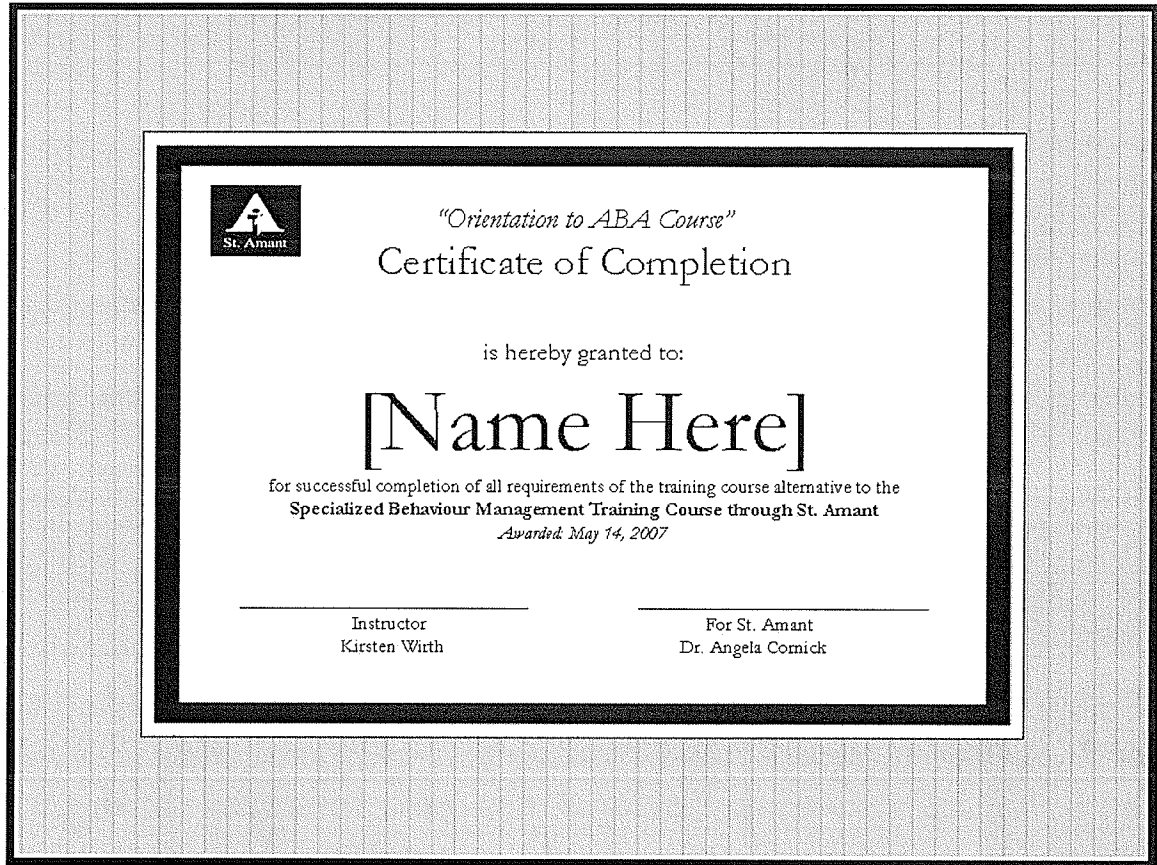 St. Amant
"Orientation to ABA Course"
Certificate of Completion
is hereby granted to:
[Name Here]
for successful completion of all requirements of the training course alternative to the
Specialized Behaviour Management Training Course through St. Amant
Awarded: May 14, 2007
Instructor
Kirsten Wirth
For St. Amant
Dr. Angela Cornick